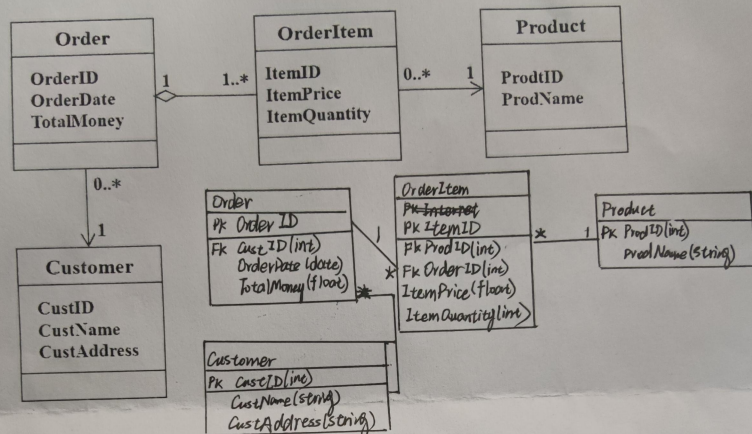 Order
OrderID
OrderDate
TotalMoney
1
1..*
OrderItem
ItemID
ItemPrice
ItemQuantity
0..*
1
Product
ProdtID
ProdName
0..*
1
Customer
CustID
CustName
CustAddress
Order
PK Order ID
FK CustID(int)
OrderDate(date)
TotalMoney(float)
1
*
*
OrderItem
PK ItemID
FK ProdID(int)
FK OrderID(int)
ItemPrice(float)
ItemQuantity(int)
*
1
Product
PK ProdID(int)
ProdName(string)
Customer
PK CustID(int)
CustName(string)
CustAddress(string)